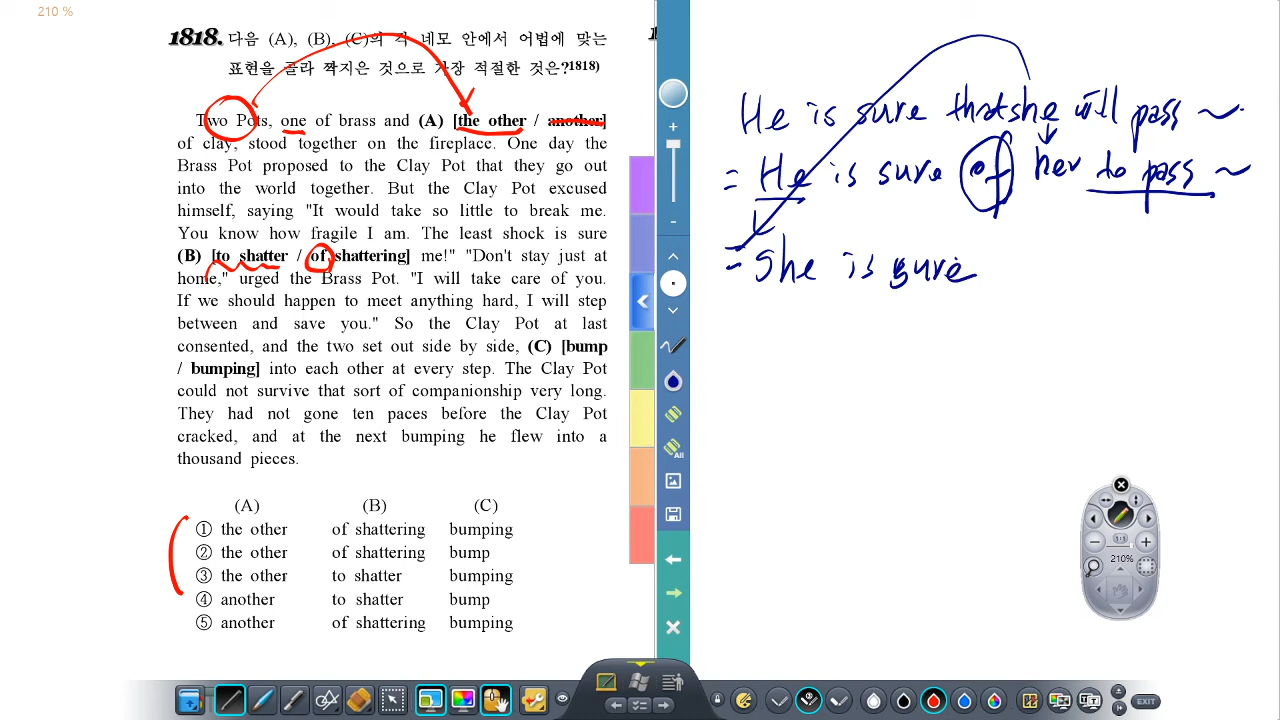 210 %
1818. 다음 (A), (B), (C)의 각 네모 안에서 어법에 맞는
표현을 골라 짝지은 것으로 가장 적절한 것은?1818)
Two Pots, one of brass and (A) [the other / another]
of clay, stood together on the fireplace. One day the
Brass Pot proposed to the Clay Pot that they go out
into the world together. But the Clay Pot excused
himself, saying "It would take so little to break me.
You know how fragile I am. The least shock is sure
(B) [to shatter / of shattering] me!" "Don't stay just at
home," urged the Brass Pot. "I will take care of you.
If we should happen to meet anything hard, I will step
between and save you." So the Clay Pot at last
consented, and the two set out side by side, (C) [bump
/ bumping] into each other at every step. The Clay Pot
could not survive that sort of companionship very long.
They had not gone ten paces before the Clay Pot
cracked, and at the next bumping he flew into a
thousand pieces.
(A) (B) (C)
① the other of shattering bumping
② the other of shattering bump
③ the other to shatter bumping
④ another to shatter bump
⑤ another of shattering bumping
He is sure that she will pass ~
= He is sure of her to pass ~
= She is sure
All
1:1
210%
EXIT